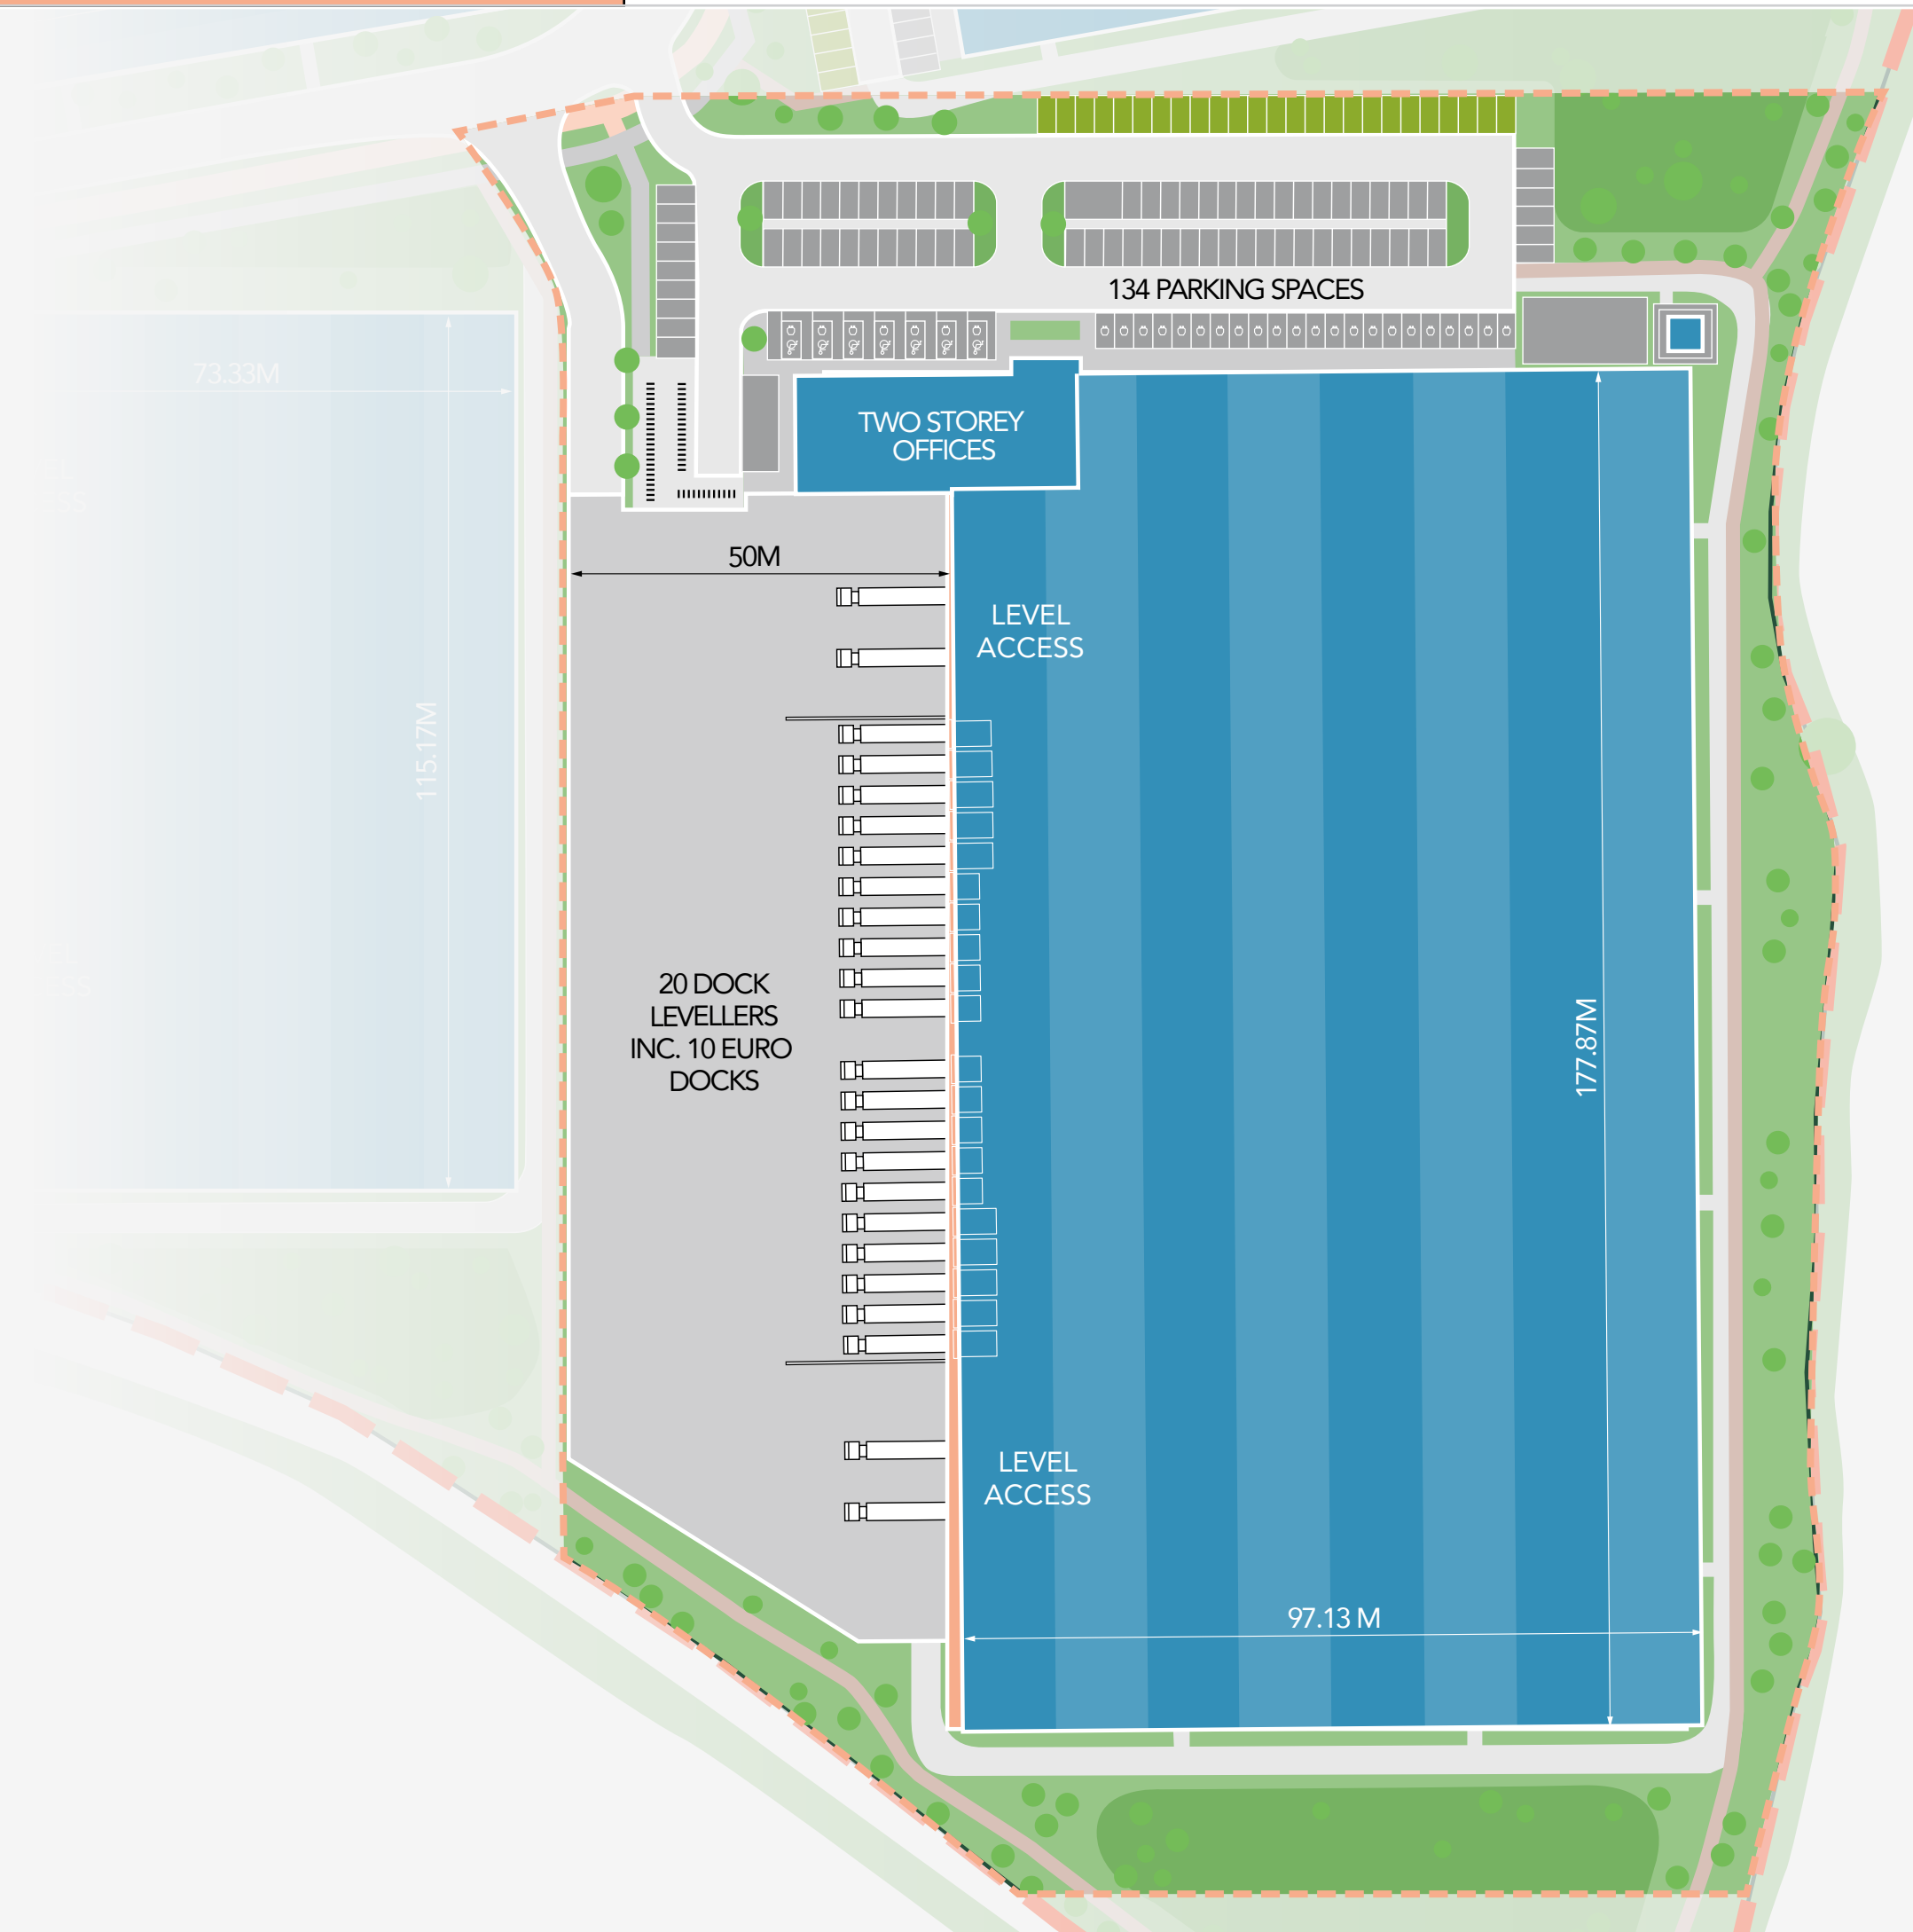 134 PARKING SPACES
73.33M
TWO STOREY
OFFICES
50M
LEVEL
ACCESS
115.17M
20 DOCK
LEVELLERS
INC. 10 EURO
DOCKS
177.87M
LEVEL
ACCESS
97.13 M